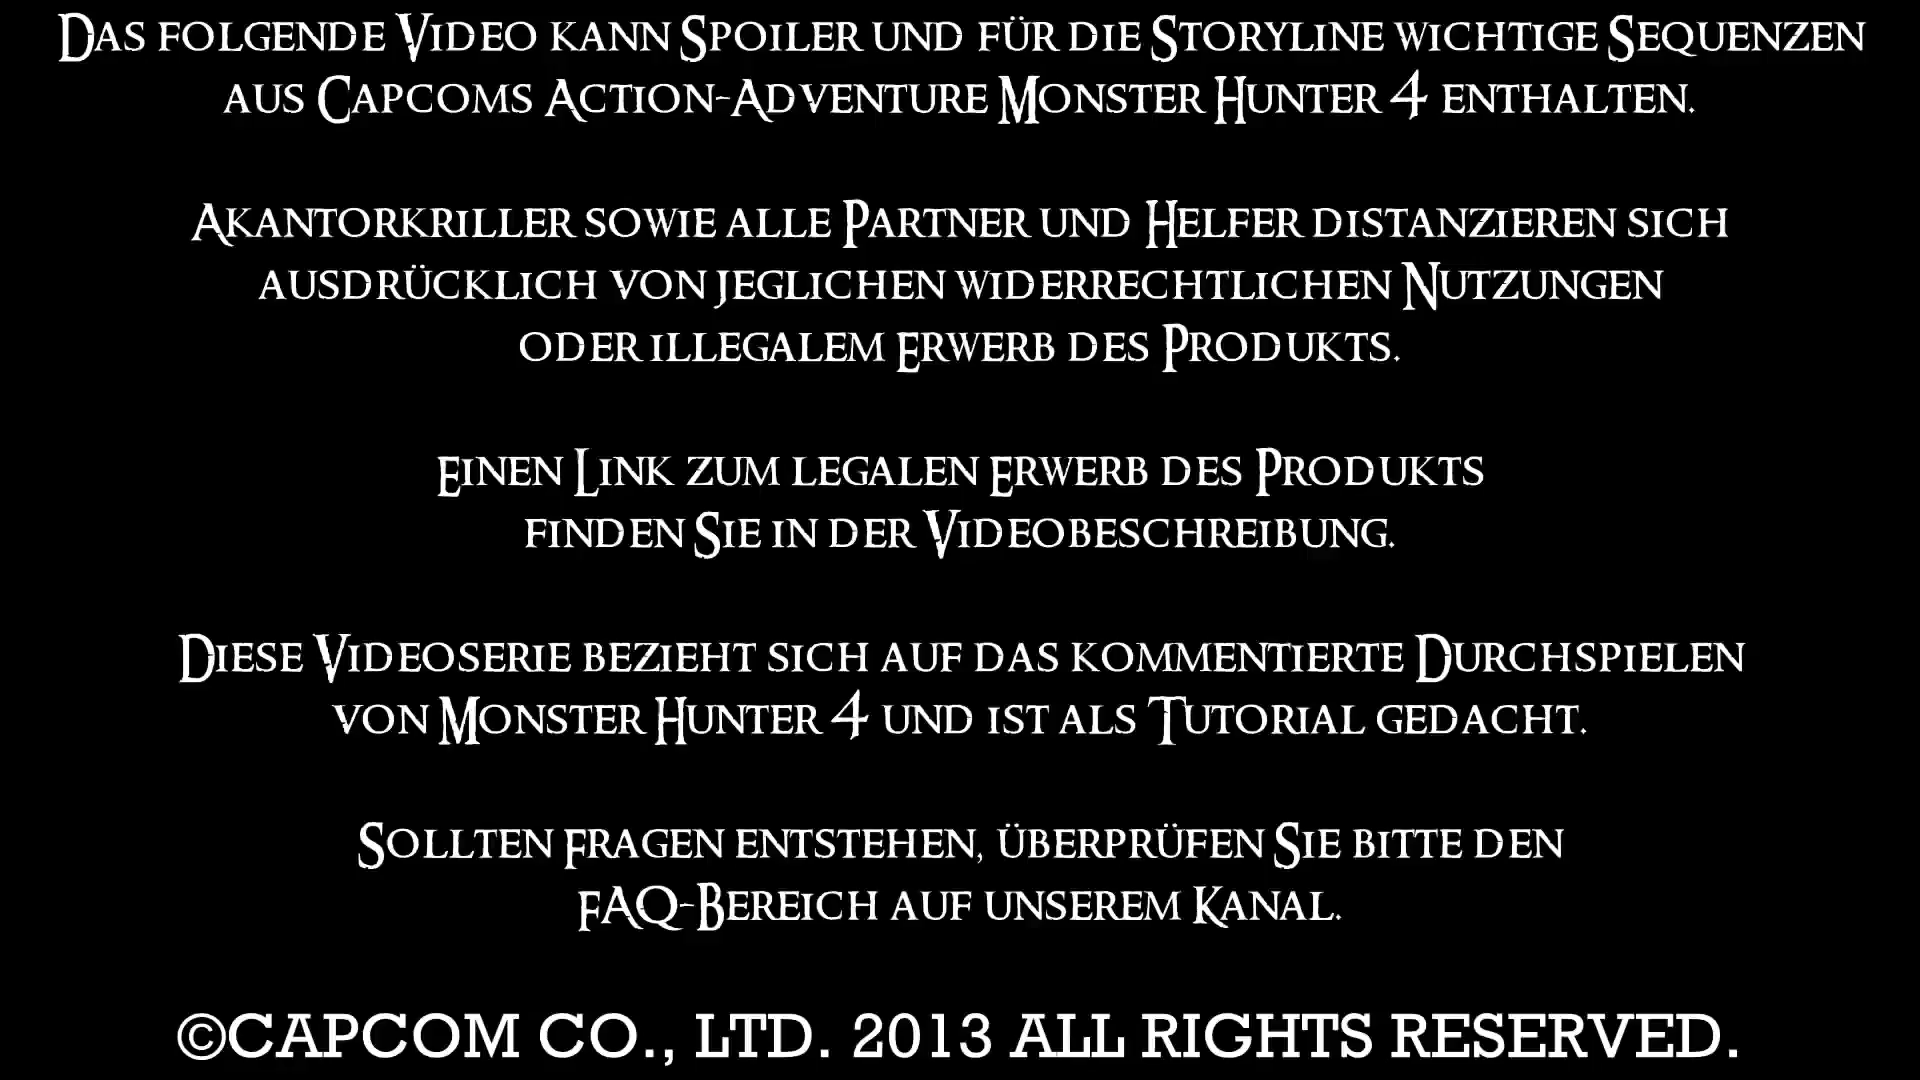 Das folgende Video kann Spoiler und für die Storyline wichtige Sequenzen
aus Capcoms Action-Adventure Monster Hunter 4 enthalten.
Akantorkriller sowie alle Partner und Helfer distanzieren sich
ausdrücklich von jeglichen widerrechtlichen Nutzungen
oder illegalem Erwerb des Produkts.
Einen Link zum legalen Erwerb des Produkts
finden Sie in der Videobeschreibung.
Diese Videoserie bezieht sich auf das kommentierte Durchspielen
von Monster Hunter 4 und ist als Tutorial gedacht.
Sollten Fragen entstehen, überprüfen Sie bitte den
FAQ-Bereich auf unserem Kanal.
©CAPCOM CO., LTD. 2013 ALL RIGHTS RESERVED.